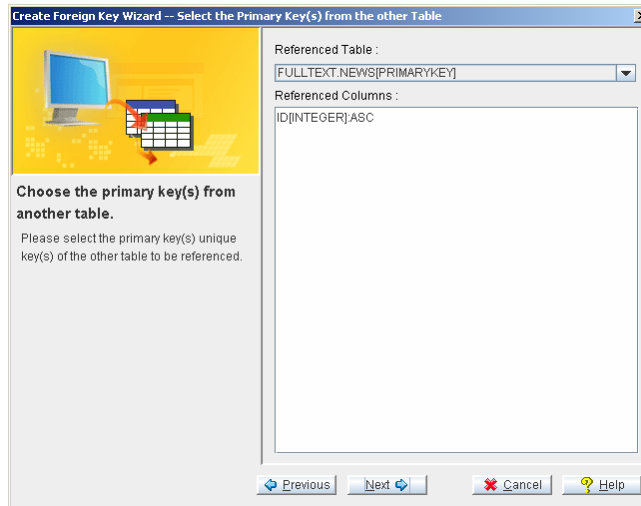 Create Foreign Key Wizard -- Select the Primary Key(s) from the other Table
Choose the primary key(s) from
another table.
Please select the primary key(s) unique
key(s) of the other table to be referenced.
Referenced Table :
FULLTEXT.NEWS[PRIMARYKEY]
Referenced Columns :
ID[INTEGER]:ASC
Previous
Next
Cancel
Help